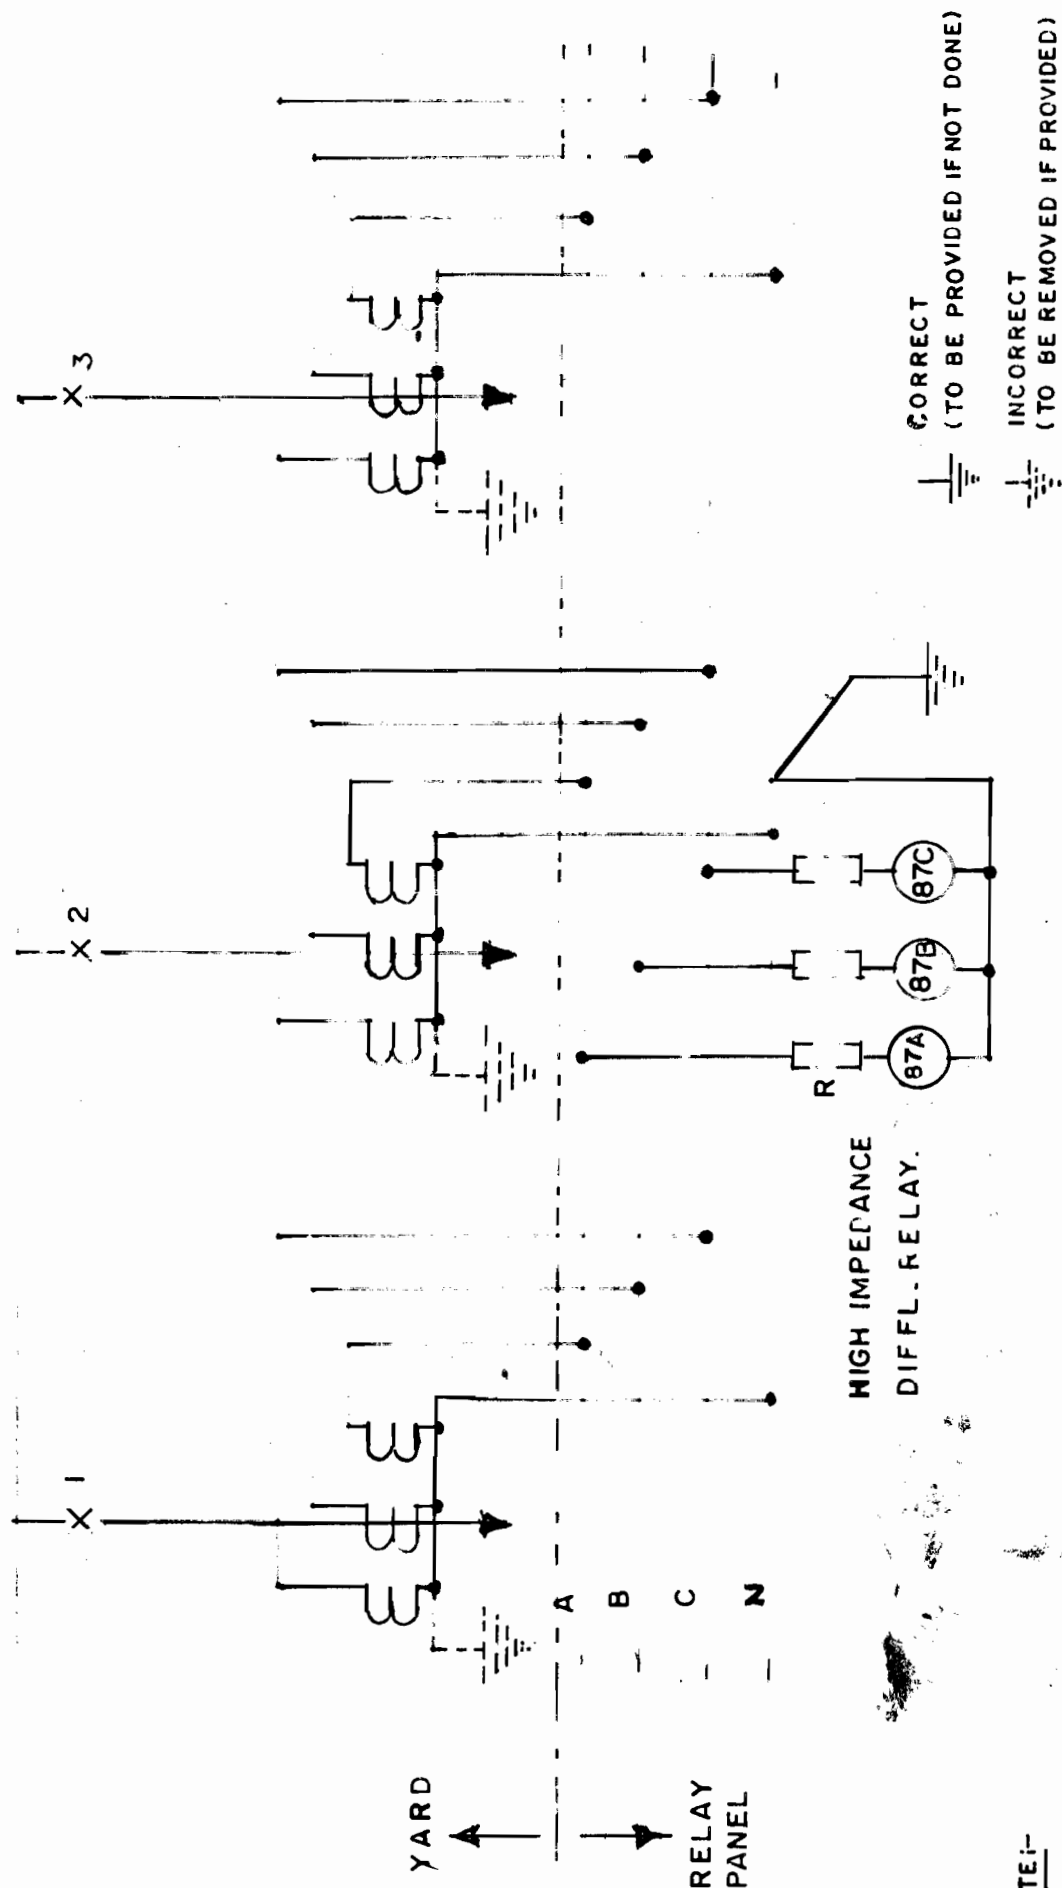 1
2
3
YARD
A
B
C
N
RELAY
PANEL
HIGH IMPEDANCE
DIFFL. RELAY.
R
87A
87B
87C
CORRECT
(TO BE PROVIDED IF NOT DONE)
INCORRECT
(TO BE REMOVED IF PROVIDED)
TE:-